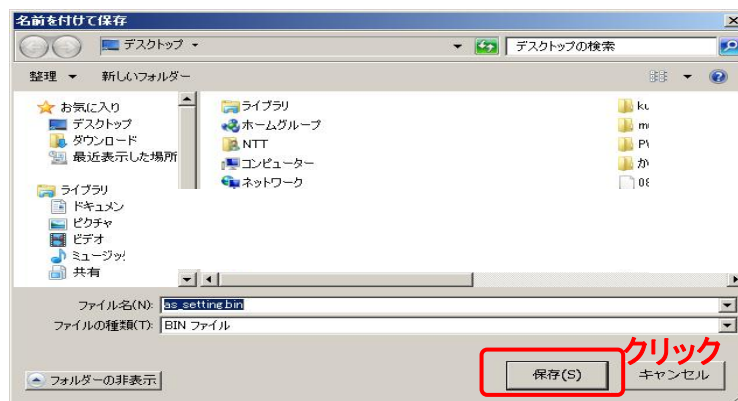 名前を付けて保存
デスクトップ
デスクトップの検索
整理
新しいフォルダー
お気に入り
デスクトップ
ダウンロード
最近表示した場所
ライブラリ
ドキュメン
ピクチャ
ビデオ
ミュージッ
共有
ライブラリ
ホームグループ
NTT
コンピューター
ネットワーク
ファイル名(N):
as_setting.bin
ファイルの種類(T):
BIN ファイル
クリック
フォルダーの非表示
保存(S)
キャンセル